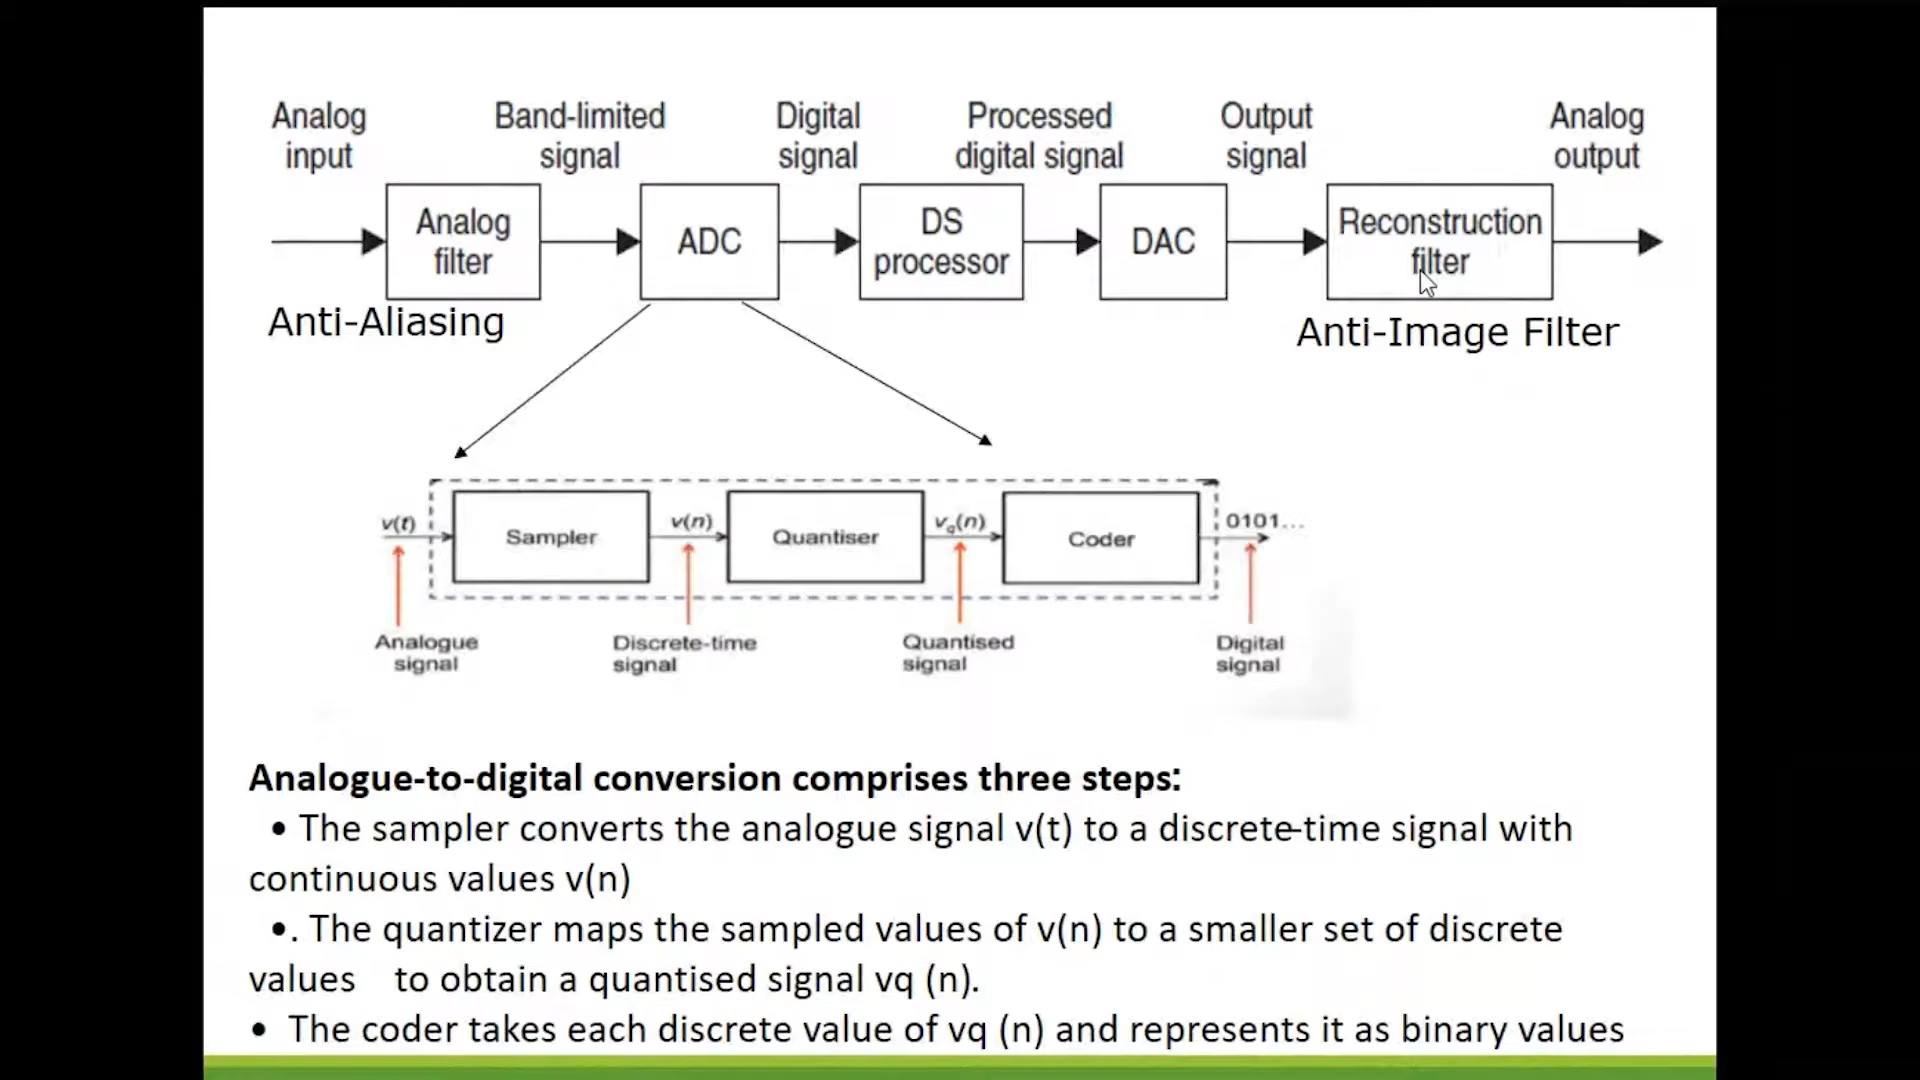 Analog input
Band-limited signal
Digital signal
Processed digital signal
Output signal
Analog output
Analog filter
ADC
DS processor
DAC
Reconstruction filter
Anti-Aliasing
Anti-Image Filter
v(t)
Sampler
v(n)
Quantiser
vq(n)
Coder
0101...
Analogue signal
Discrete-time signal
Quantised signal
Digital signal
Analogue-to-digital conversion comprises three steps:
• The sampler converts the analogue signal v(t) to a discrete-time signal with
continuous values v(n)
•. The quantizer maps the sampled values of v(n) to a smaller set of discrete
values to obtain a quantised signal vq (n).
• The coder takes each discrete value of vq (n) and represents it as binary values